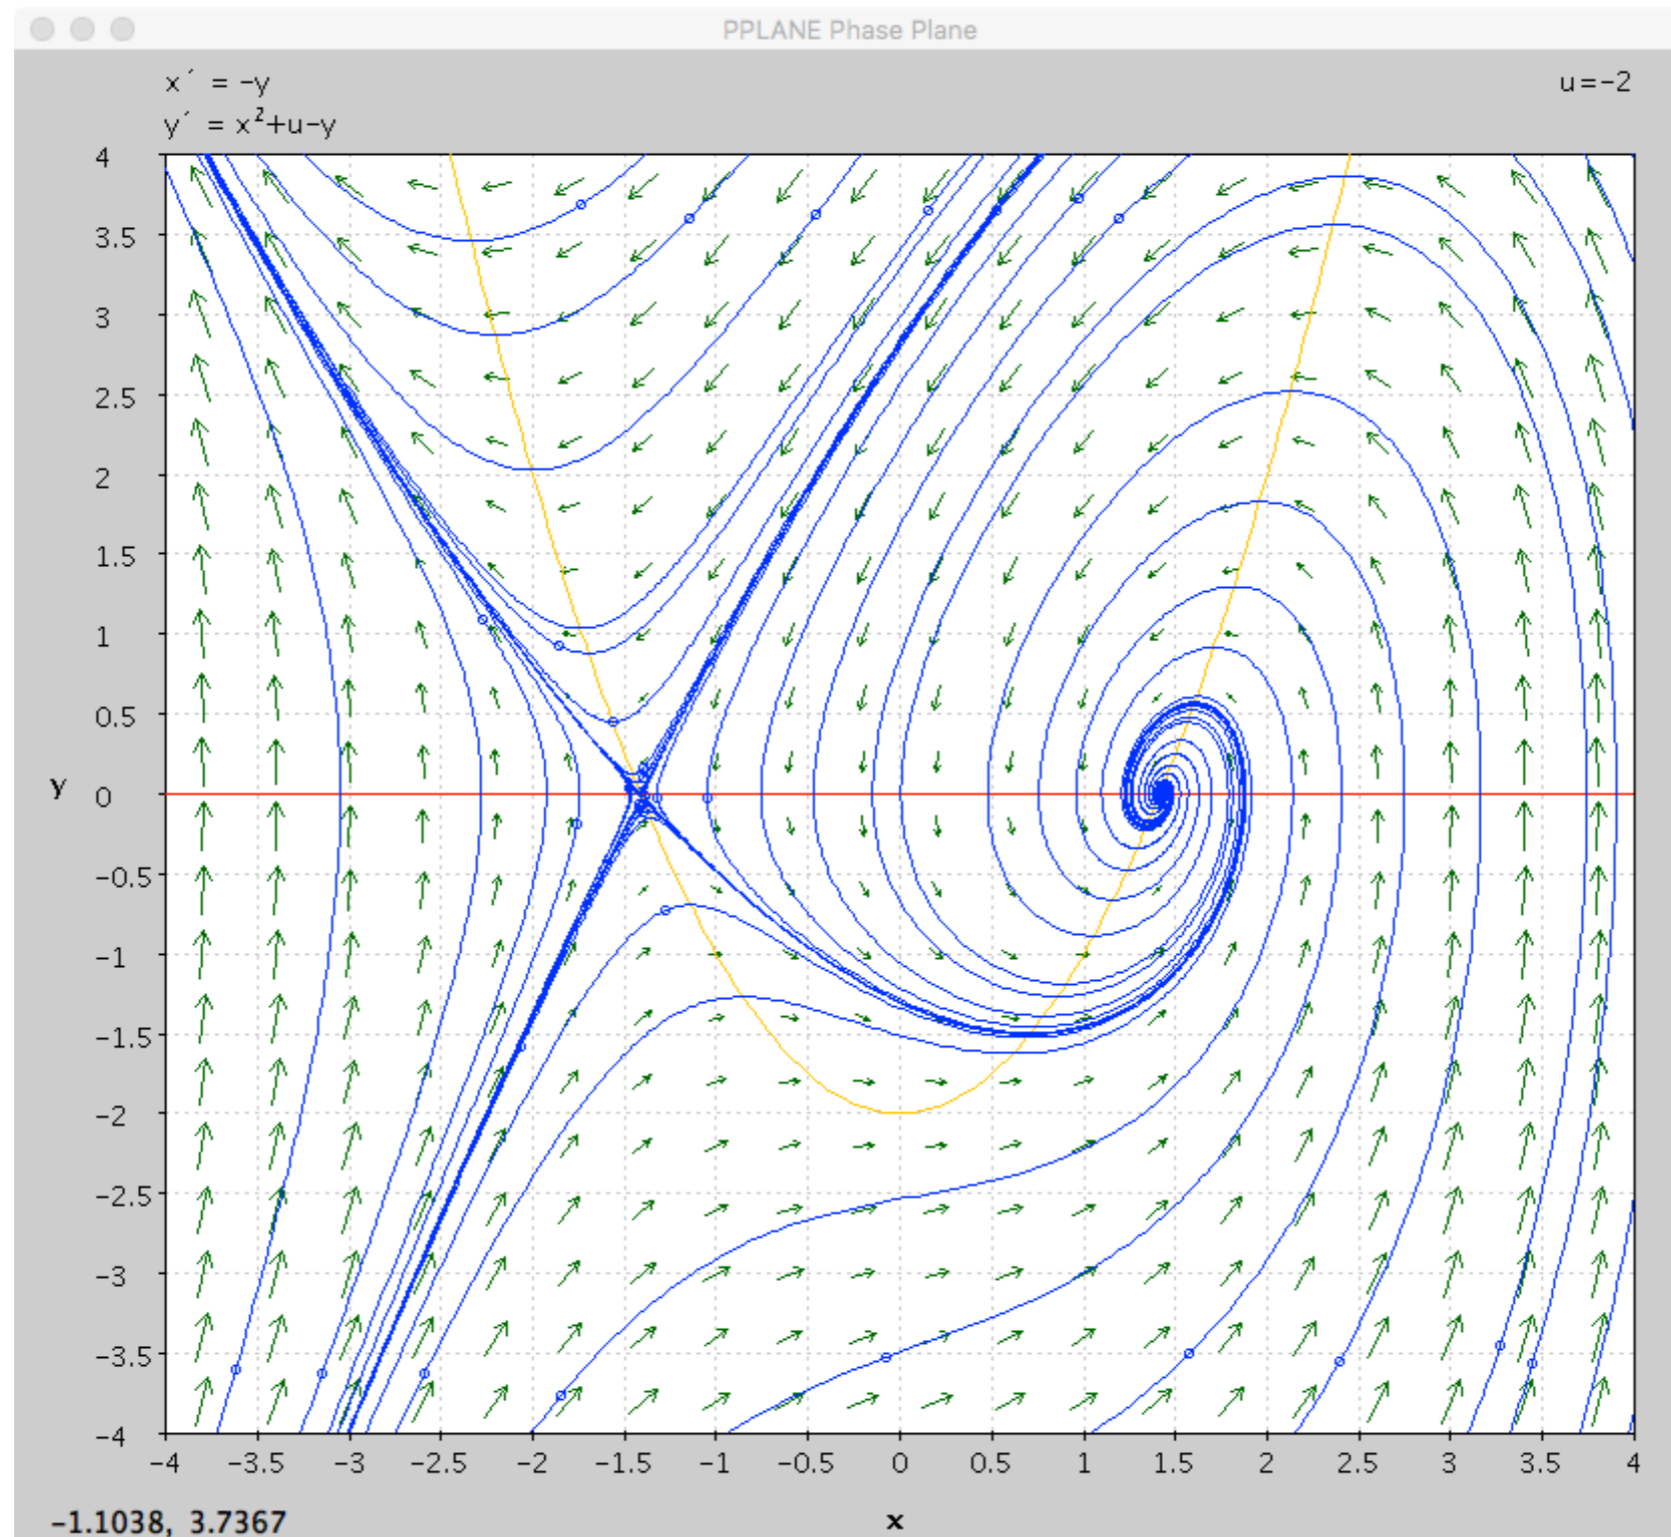 PPLANE Phase Plane
x´ = -y
u=-2
y´ = x²+u-y
4
3.5
3
2.5
2
1.5
1
0.5
y
0
-0.5
-1
-1.5
-2
-2.5
-3
-3.5
-4
-4 -3.5 -3 -2.5 -2 -1.5 -1 -0.5 0 0.5 1 1.5 2 2.5 3 3.5 4
-1.1038, 3.7367
x